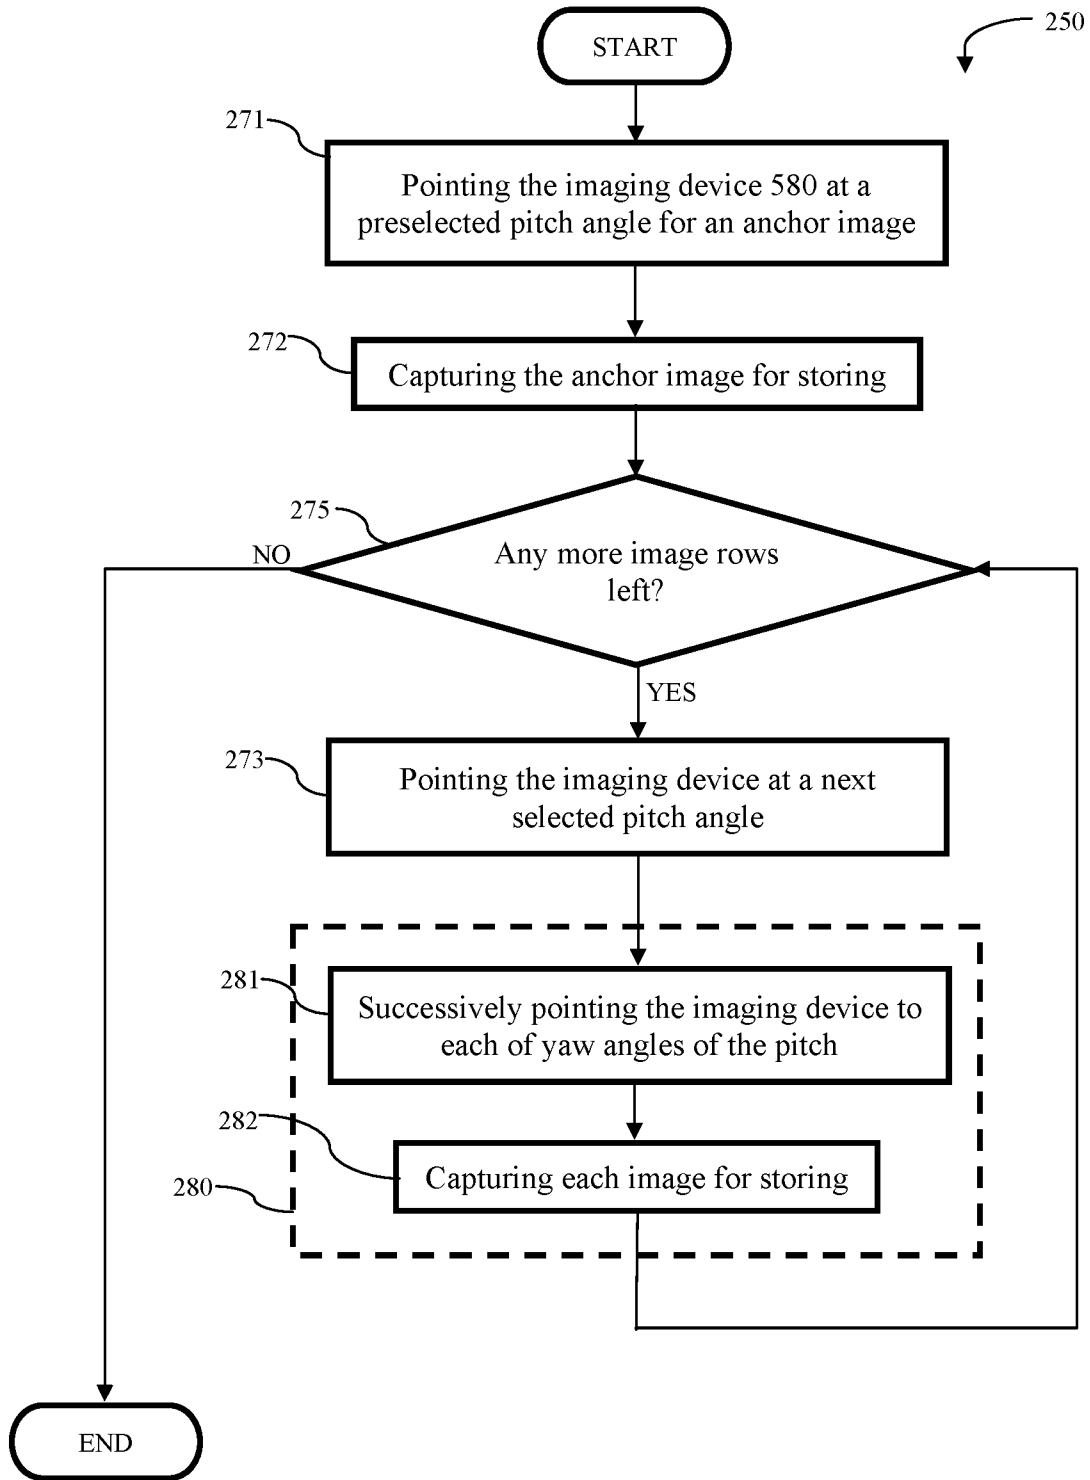 START
250
271
Pointing the imaging device 580 at a
preselected pitch angle for an anchor image
272
Capturing the anchor image for storing
275
NO
Any more image rows
left?
YES
273
Pointing the imaging device at a next
selected pitch angle
281
Successively pointing the imaging device to
each of yaw angles of the pitch
282
Capturing each image for storing
280
END